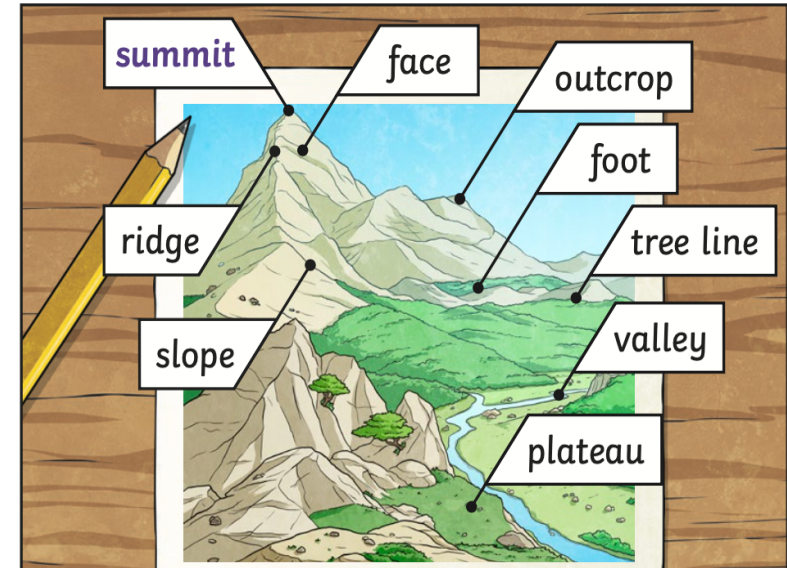 summit
face
outcrop
foot
ridge
tree line
slope
valley
plateau